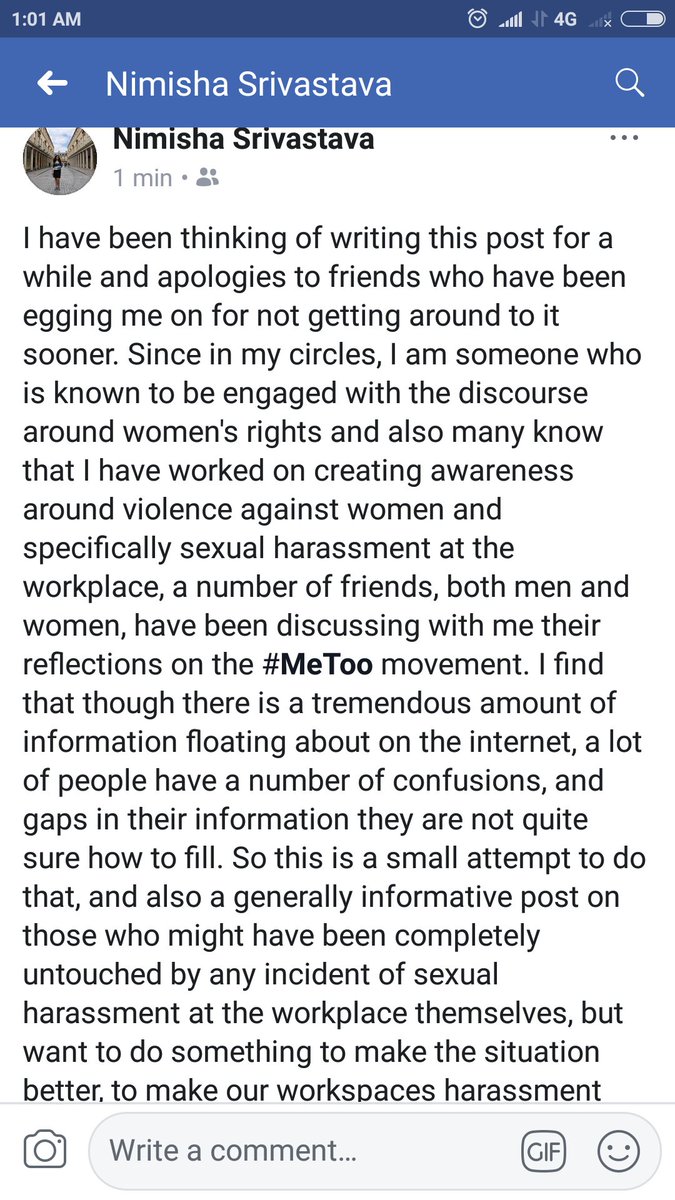 1:01 AM
4G
Nimisha Srivastava
Nimisha Srivastava
1 min
I have been thinking of writing this post for a
while and apologies to friends who have been
egging me on for not getting around to it
sooner. Since in my circles, I am someone who
is known to be engaged with the discourse
around women's rights and also many know
that I have worked on creating awareness
around violence against women and
specifically sexual harassment at the
workplace, a number of friends, both men and
women, have been discussing with me their
reflections on the #MeToo movement. I find
that though there is a tremendous amount of
information floating about on the internet, a lot
of people have a number of confusions, and
gaps in their information they are not quite
sure how to fill. So this is a small attempt to do
that, and also a generally informative post on
those who might have been completely
untouched by any incident of sexual
harassment at the workplace themselves, but
want to do something to make the situation
better, to make our workspaces harassment
Write a comment...
GIF